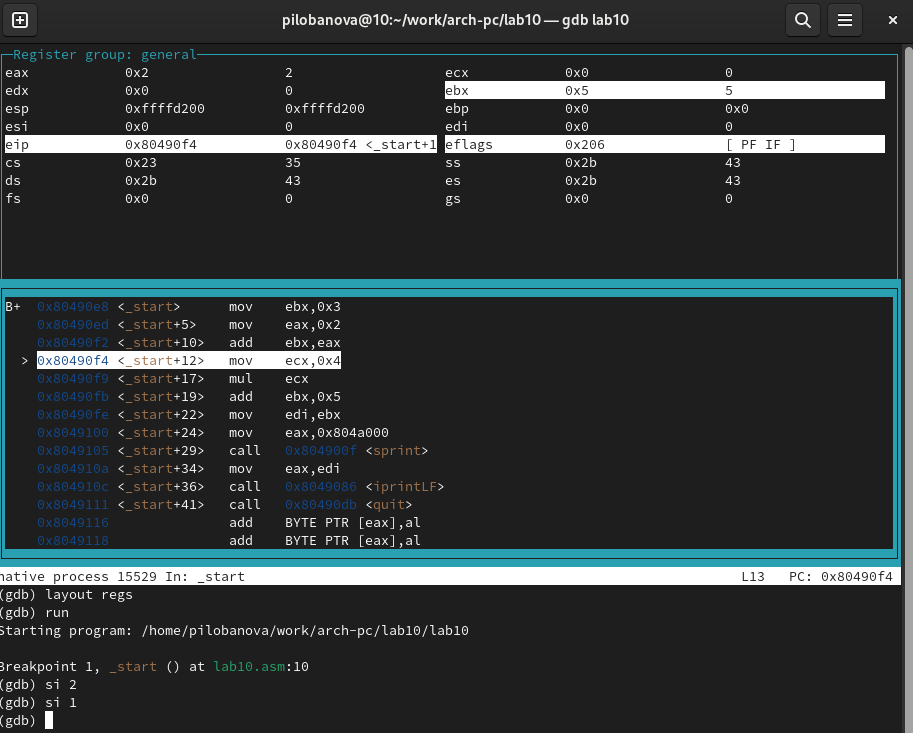 pilobanova@10:~/work/arch-pc/lab10 — gdb lab10
Register group: general
eax 0x2 2 ecx 0x0 0
edx 0x0 0 ebx 0x5 5
esp 0xffffd200 0xffffd200 ebp 0x0 0x0
esi 0x0 0 edi 0x0 0
eip 0x80490f4 0x80490f4 <_start+1 eflags 0x206 [ PF IF ]
cs 0x23 35 ss 0x2b 43
ds 0x2b 43 es 0x2b 43
fs 0x0 0 gs 0x0 0
B+ 0x80490e8 <_start> mov ebx,0x3
0x80490ed <_start+5> mov eax,0x2
0x80490f2 <_start+10> add ebx,eax
> 0x80490f4 <_start+12> mov ecx,0x4
0x80490f9 <_start+17> mul ecx
0x80490fb <_start+19> add ebx,0x5
0x80490fe <_start+22> mov edi,ebx
0x8049100 <_start+24> mov eax,0x804a000
0x8049105 <_start+29> call 0x804900f <sprint>
0x804910a <_start+34> mov eax,edi
0x804910c <_start+36> call 0x8049086 <iprintLF>
0x8049111 <_start+41> call 0x80490db <quit>
0x8049116 add BYTE PTR [eax],al
0x8049118 add BYTE PTR [eax],al
native process 15529 In: _start L13 PC: 0x80490f4
(gdb) layout regs
(gdb) run
Starting program: /home/pilobanova/work/arch-pc/lab10/lab10
Breakpoint 1, _start () at lab10.asm:10
(gdb) si 2
(gdb) si 1
(gdb)